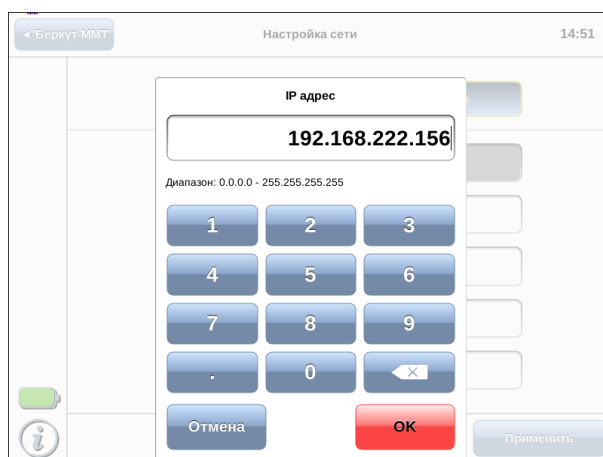 ◄ Беркут-ММТ
Настройка сети
14:51
IP адрес
192.168.222.156
Диапазон: 0.0.0.0 - 255.255.255.255
1 2 3
4 5 6
7 8 9
. 0
Отмена OK
Применить